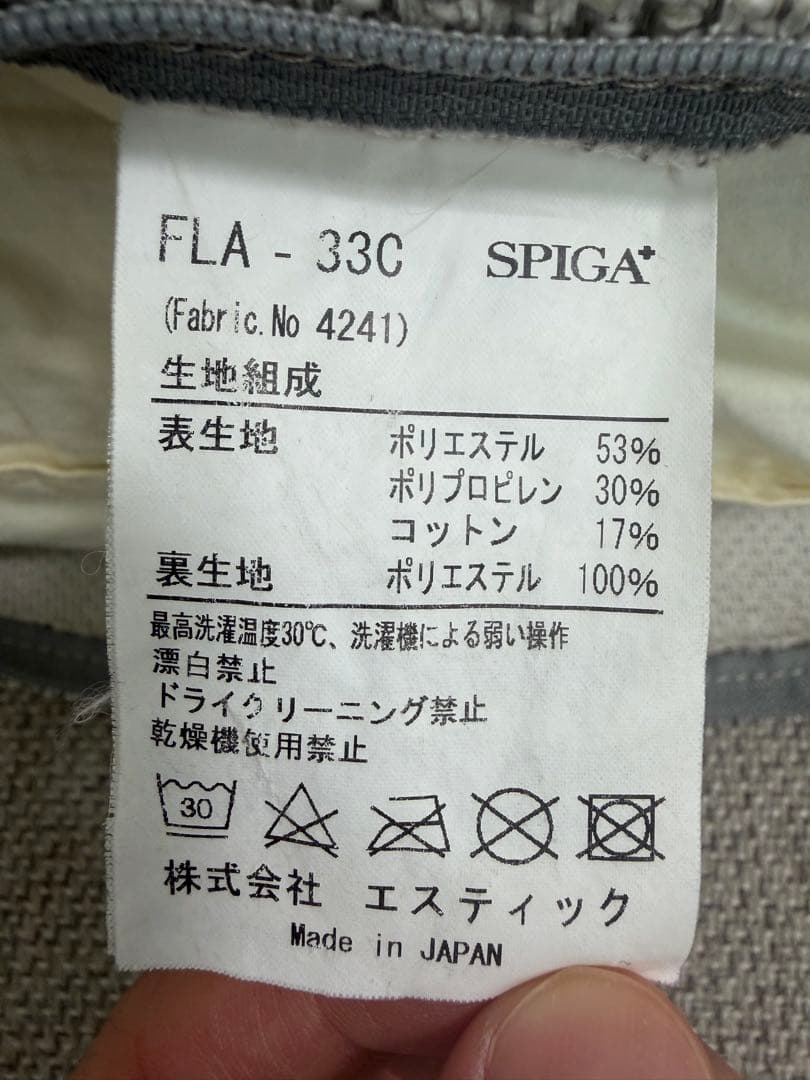 FLA - 33C SPIGA+
(Fabric.No 4241)
生地組成
表生地 ポリエステル 53%
ポリプロピレン 30%
コットン 17%
裏生地 ポリエステル 100%
最高洗濯温度30℃、洗濯機による弱い操作
漂白禁止
ドライクリーニング禁止
乾燥機使用禁止
30
株式会社 エスティック
Made in JAPAN